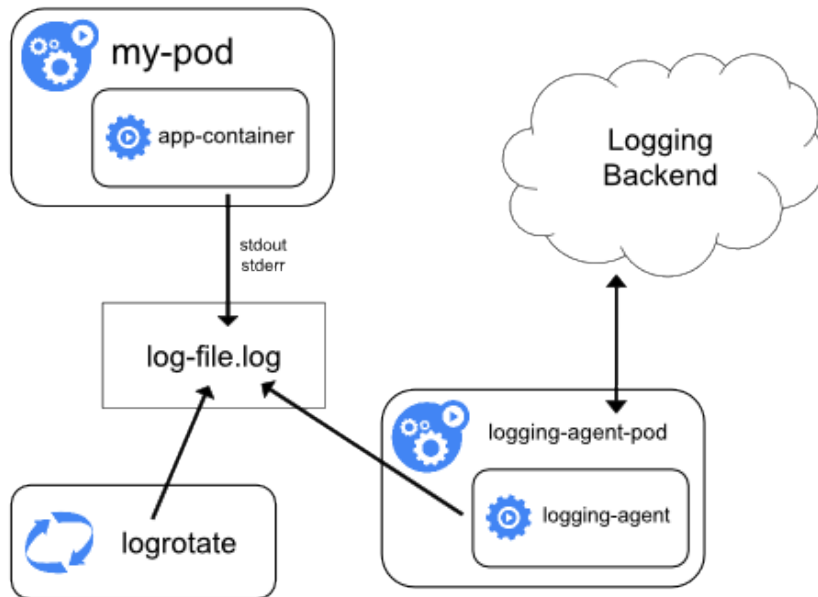 my-pod
app-container
stdout
stderr
log-file.log
logrotate
Logging
Backend
logging-agent-pod
logging-agent